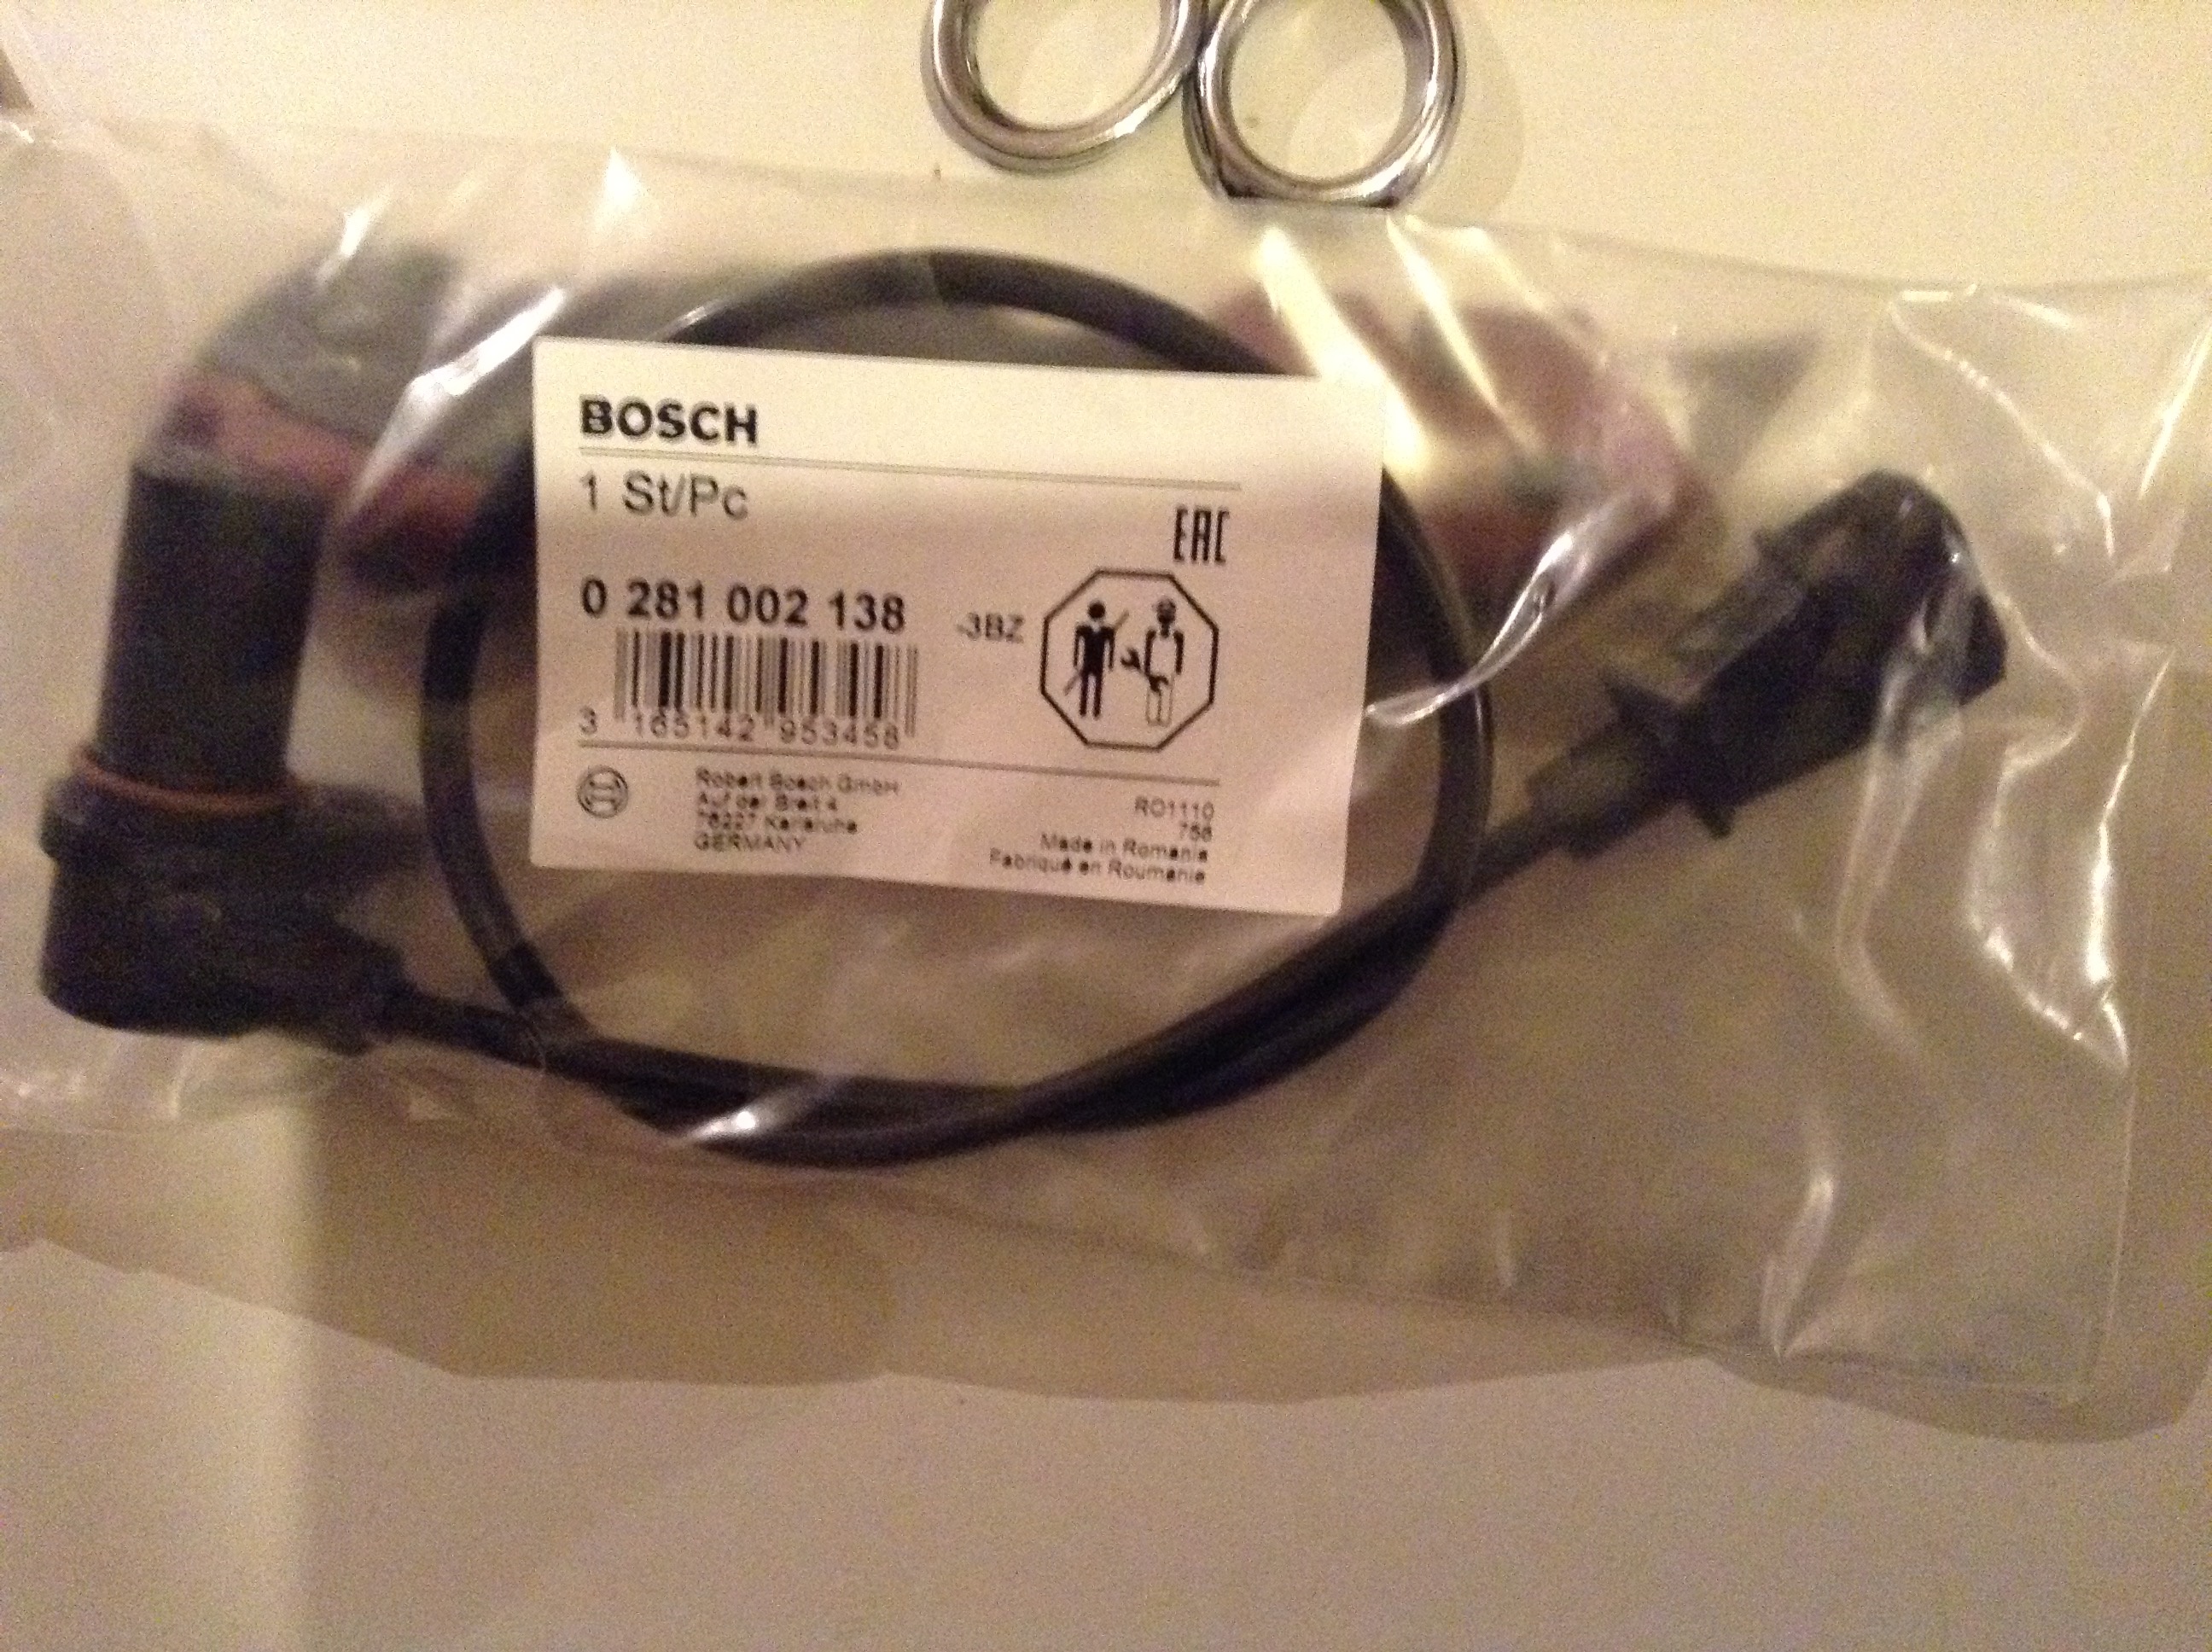 BOSCH
1 St/Pc
EAC
0 281 002 138
-3BZ
3 165142 953458
Robert Bosch GmbH
Auf der Breit 4
76227 Karlsruhe
GERMANY
RO1110
758
Made in Romania
Fabriqué en Roumanie